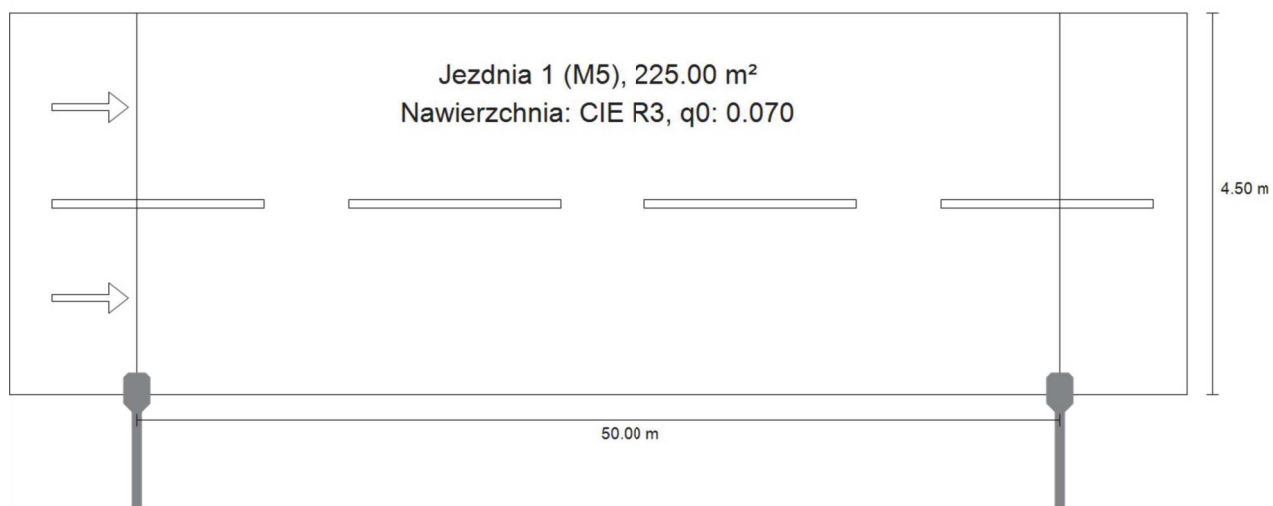 Jezdnia 1 (M5), 225.00 m²
Nawierzchnia: CIE R3, q0: 0.070
4.50 m
50.00 m